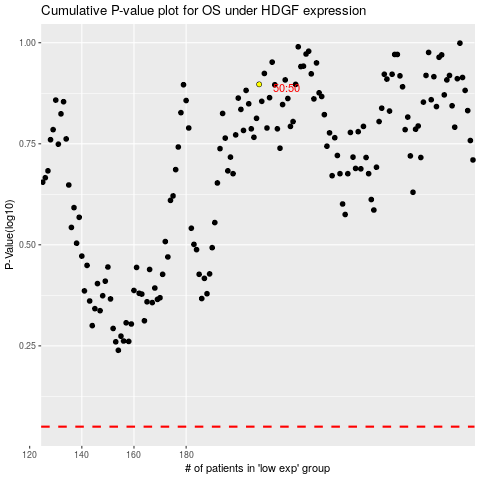 Cumulative P-value plot for OS under HDGF expression
1.00
50:50
0.75
P-Value(log10)
0.50
0.25
120 140 160 180
# of patients in 'low exp' group